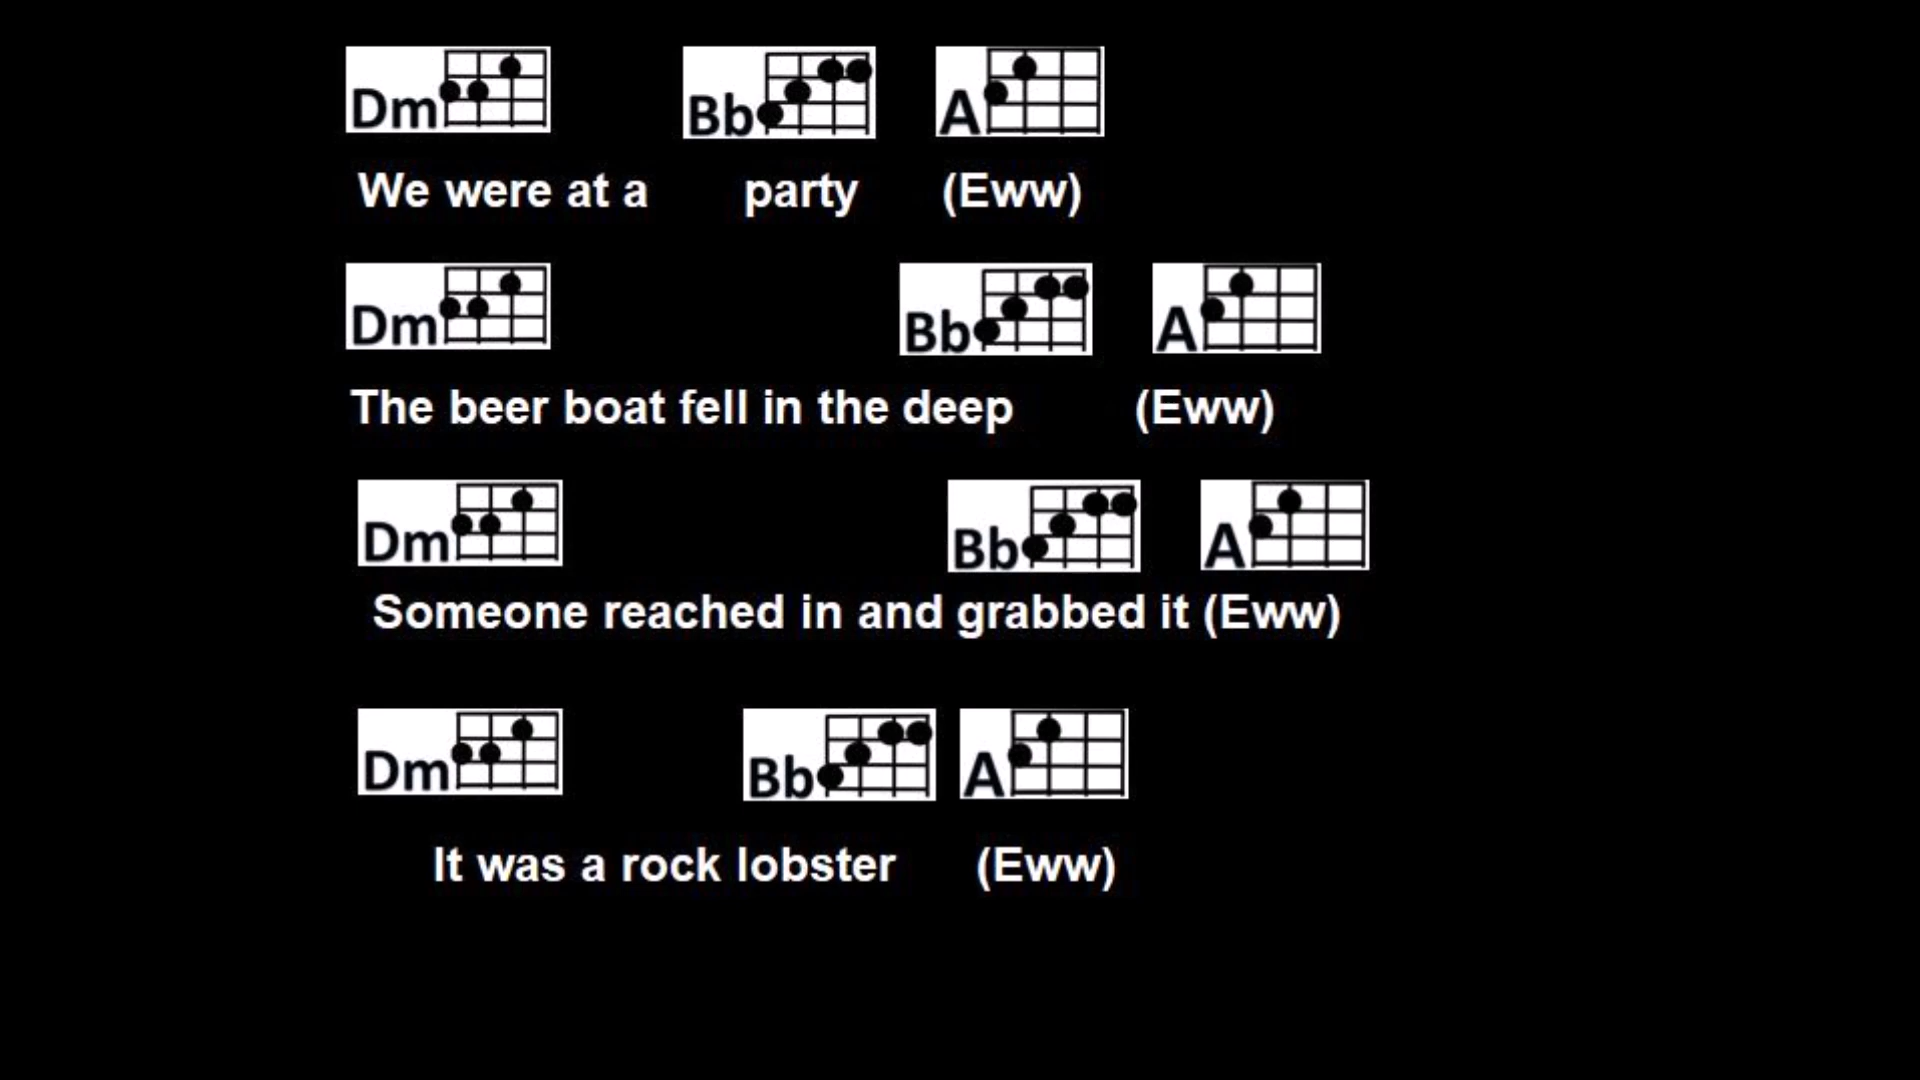 Dm Bb A
We were at a party (Eww)
Dm Bb A
The beer boat fell in the deep (Eww)
Dm Bb A
Someone reached in and grabbed it (Eww)
Dm Bb A
It was a rock lobster (Eww)